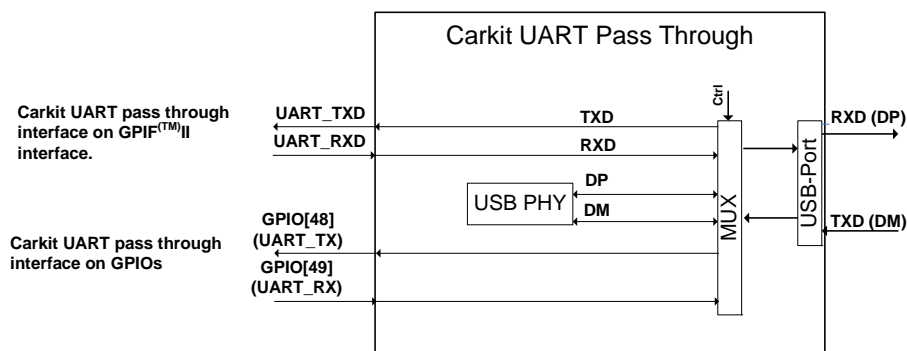 Carkit UART Pass Through
Carkit UART pass through
interface on GPIF(TM)II
interface.
UART_TXD
UART_RXD
TXD
RXD
Ctrl
RXD (DP)
USB PHY
DP
DM
MUX
USB-Port
TXD (DM)
Carkit UART pass through
interface on GPIOs
GPIO[48]
(UART_TX)
GPIO[49]
(UART_RX)